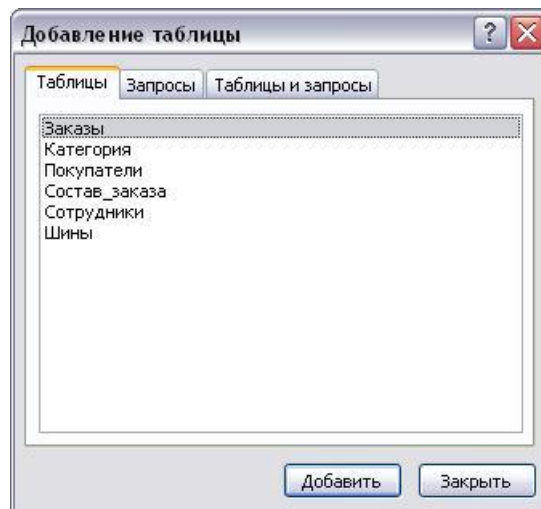 Добавление таблицы
Таблицы Запросы Таблицы и запросы
Заказы
Категория
Покупатели
Состав_заказа
Сотрудники
Шины
Добавить Закрыть